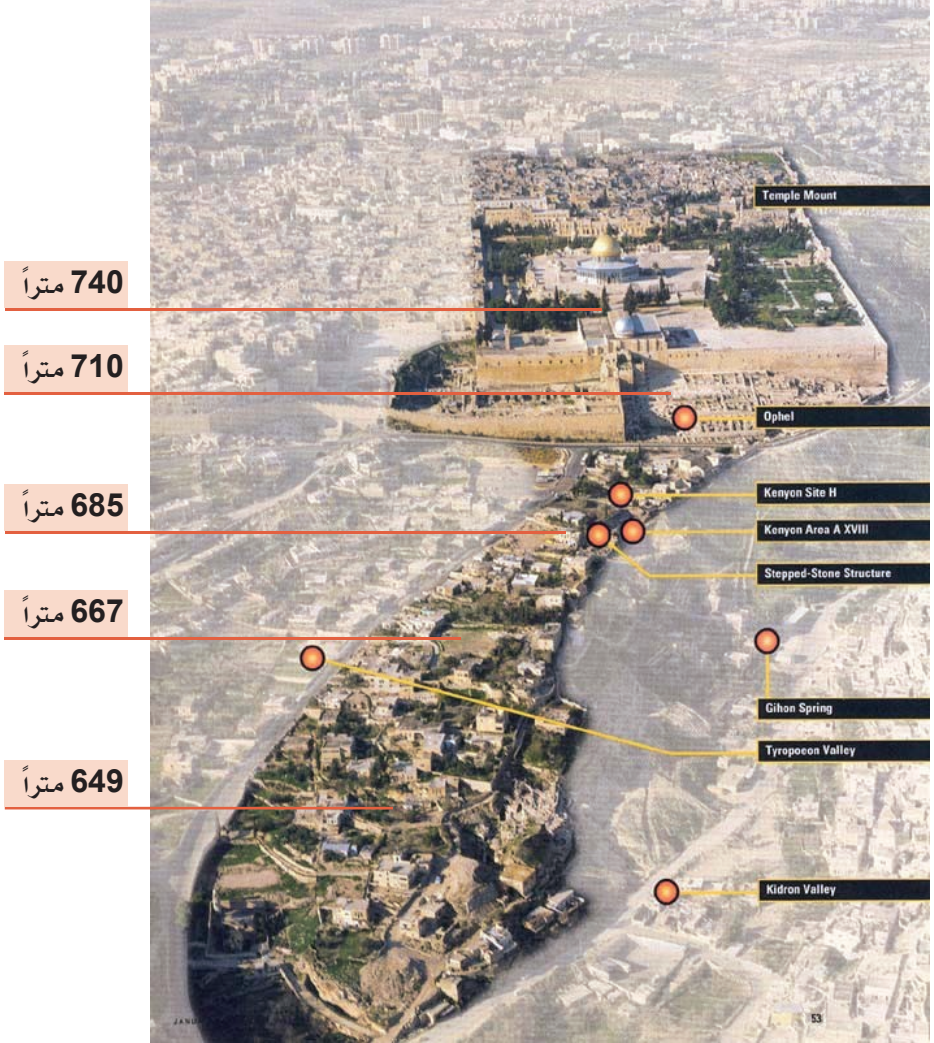 Temple Mount
740 متراً
710 متراً
Ophel
Kenyon Site H
685 متراً
Kenyon Area A XVIII
Stepped-Stone Structure
667 متراً
Gihon Spring
Tyropoeon Valley
649 متراً
Kidron Valley
53